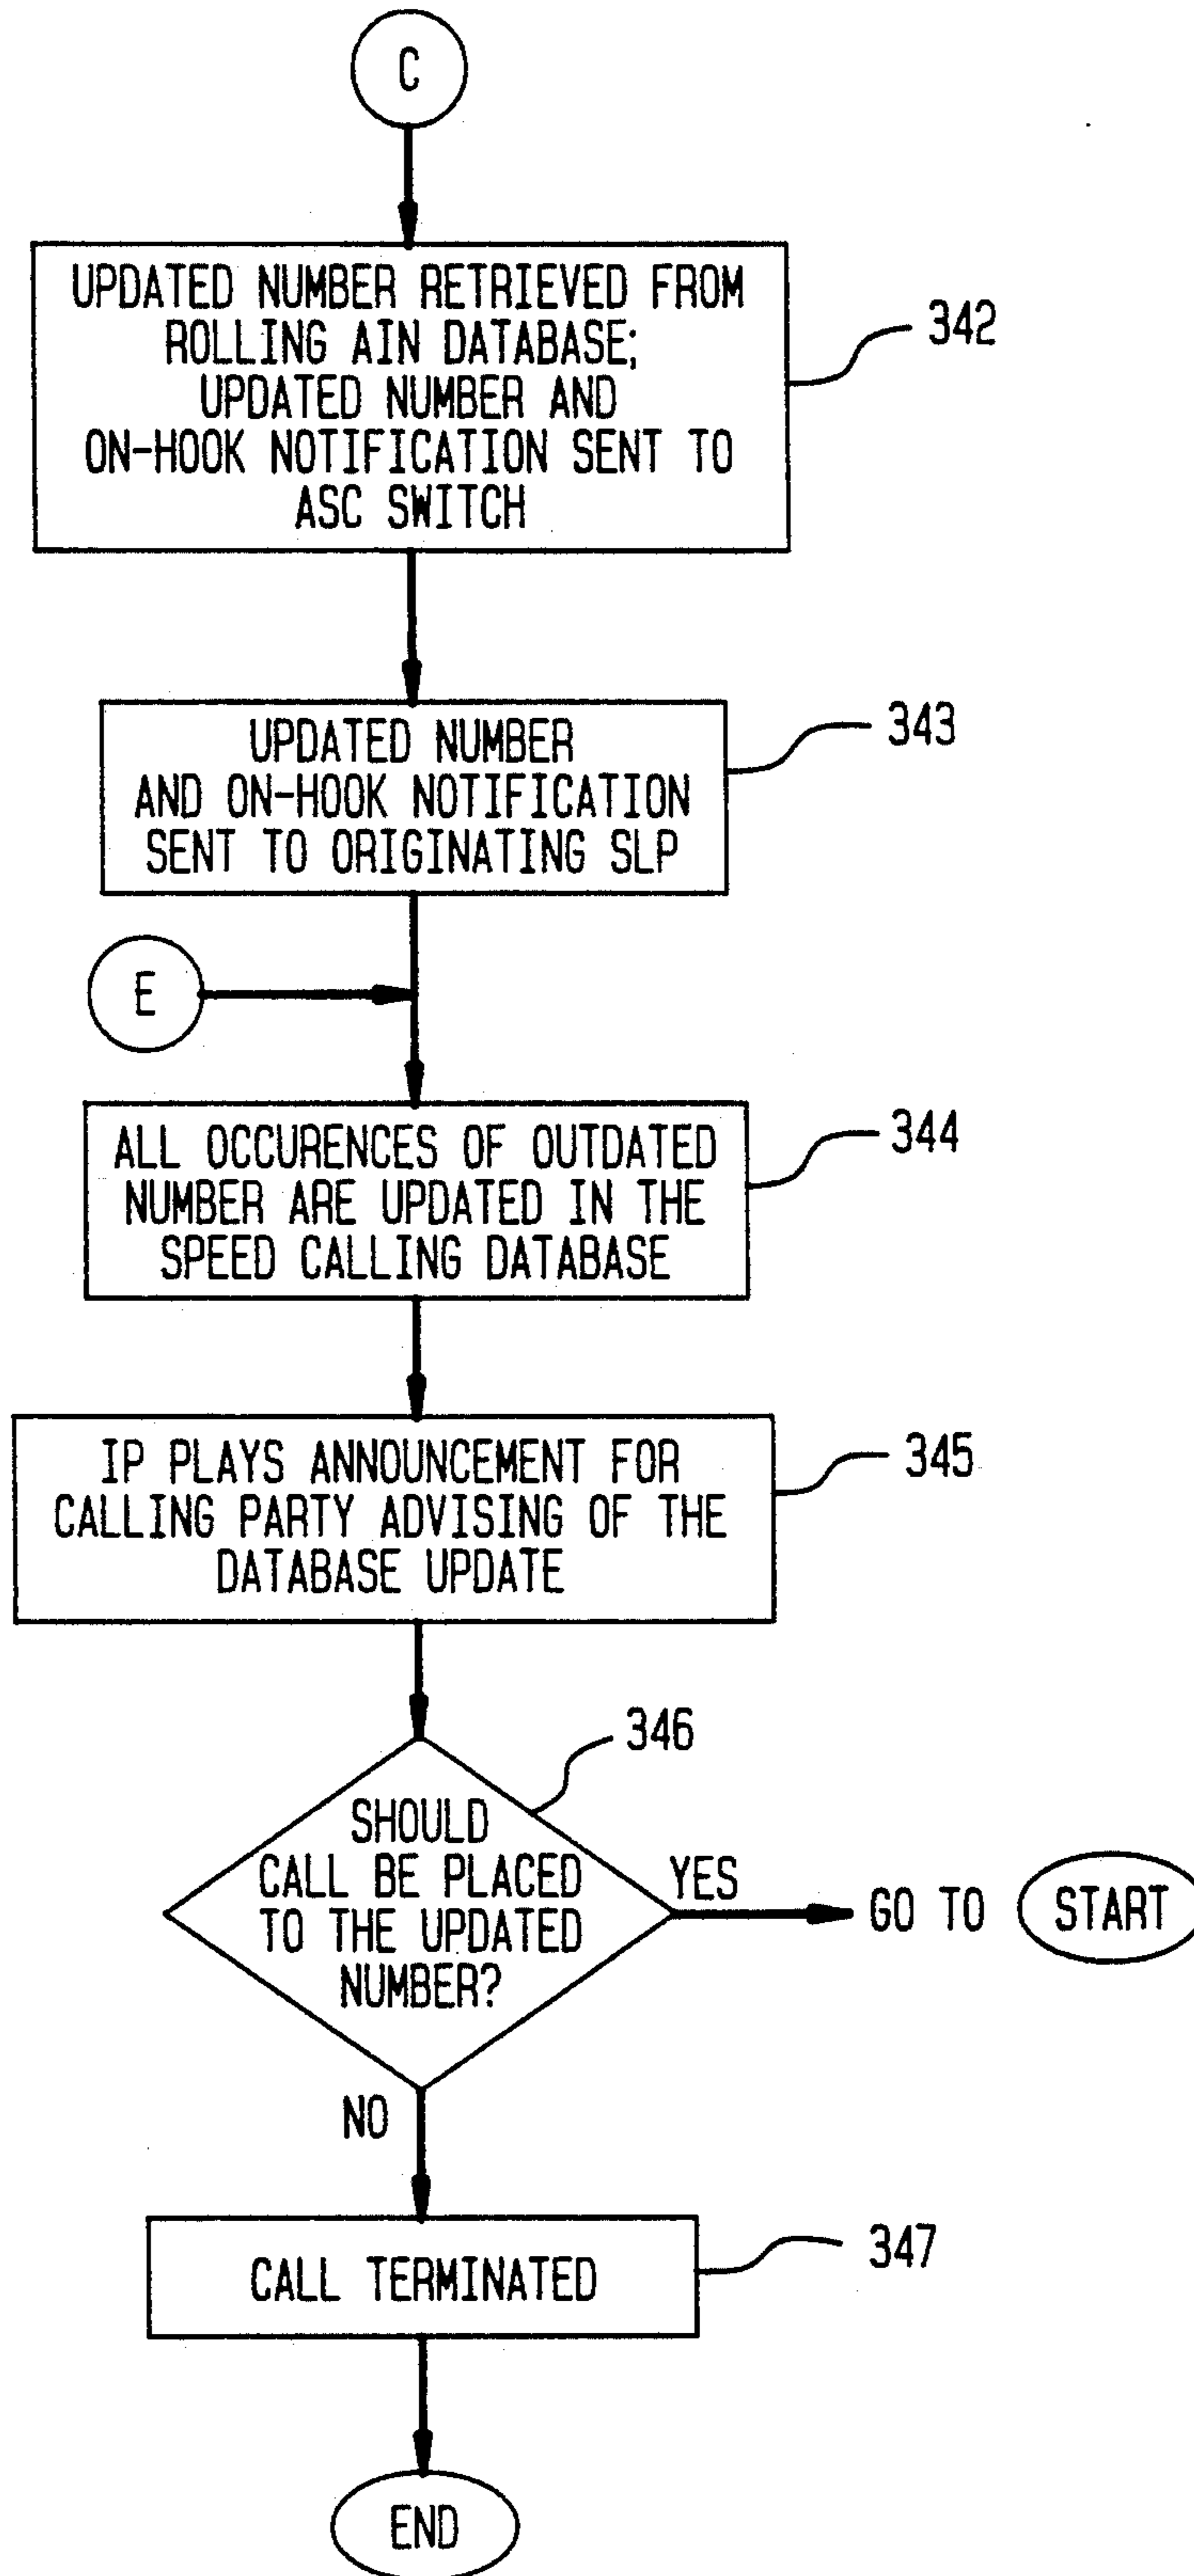 C
UPDATED NUMBER RETRIEVED FROM
ROLLING AIN DATABASE;
UPDATED NUMBER AND
ON-HOOK NOTIFICATION SENT TO
ASC SWITCH
342
UPDATED NUMBER
AND ON-HOOK NOTIFICATION
SENT TO ORIGINATING SLP
343
E
ALL OCCURENCES OF OUTDATED
NUMBER ARE UPDATED IN THE
SPEED CALLING DATABASE
344
IP PLAYS ANNOUNCEMENT FOR
CALLING PARTY ADVISING OF THE
DATABASE UPDATE
345
346
SHOULD
CALL BE PLACED
TO THE UPDATED
NUMBER?
YES
GO TO START
NO
CALL TERMINATED
347
END